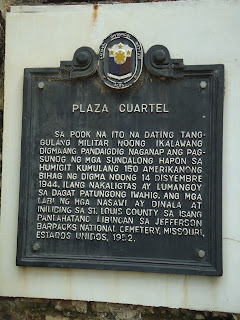 PLAZA CUARTEL
SA POOK NA ITO NA DATING TANG-
GULANG MILITAR NOONG IKALAWANG
DIGMAANG PANDAIGDIG NAGANAP ANG PAG-
SUNOG NG MGA SUNDALONG HAPON SA
HUMIGIT KUMULANG 150 AMERIKANONG
BIHAG NG DIGMA NOONG 14 DISYEMBRE
1944. ILANG NAKALIGTAS AY LUMANGOY
SA DAGAT PATUNGONG IWAHIG. ANG MGA
LABI NG MGA NASAWI AY DINALA AT
INILIBING SA ST. LOUIS COUNTY SA ISANG
PANLAHATANG LIBINGAN SA JEFFERSON
BARRACKS NATIONAL CEMETERY, MISSOURI,
ESTADOS UNIDOS, 1952.